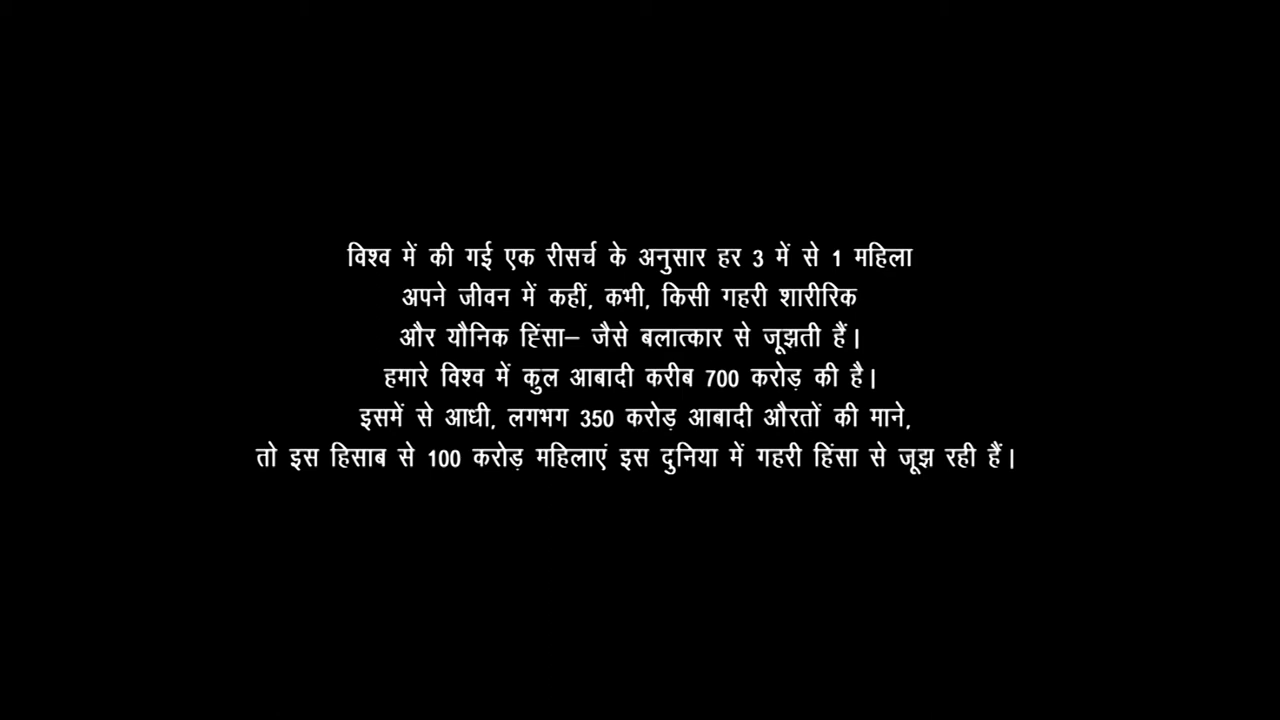 विश्व में की गई एक रीसर्च के अनुसार हर 3 में से 1 महिला
अपने जीवन में कहीं, कभी, किसी गहरी शारीरिक
और यौनिक हिंसा– जैसे बलात्कार से जूझती हैं।
हमारे विश्व में कुल आबादी करीब 700 करोड़ की है।
इसमें से आधी, लगभग 350 करोड़ आबादी औरतों की माने,
तो इस हिसाब से 100 करोड़ महिलाएं इस दुनिया में गहरी हिंसा से जूझ रही हैं।